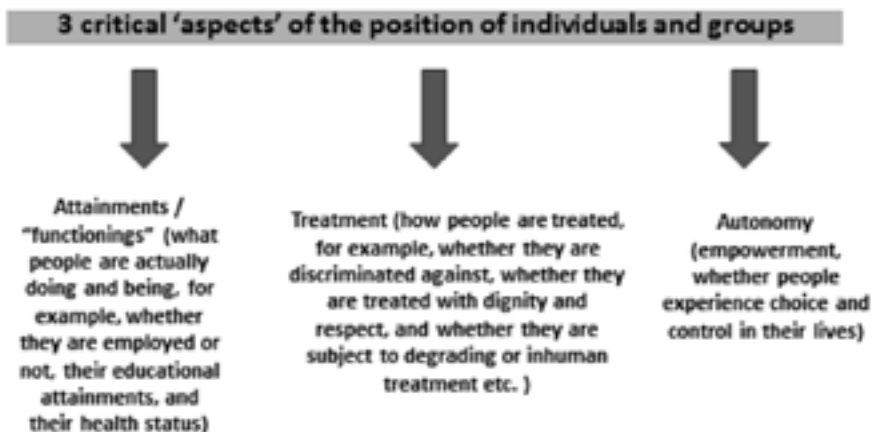 3 critical ‘aspects’ of the position of individuals and groups
Attainments /
“functionings” (what
people are actually
doing and being, for
example, whether
they are employed or
not, their educational
attainments, and
their health status)
Treatment (how people are treated,
for example, whether they are
discriminated against, whether they
are treated with dignity and
respect, and whether they are
subject to degrading or inhuman
treatment etc. )
Autonomy
(empowerment,
whether people
experience choice and
control in their lives)